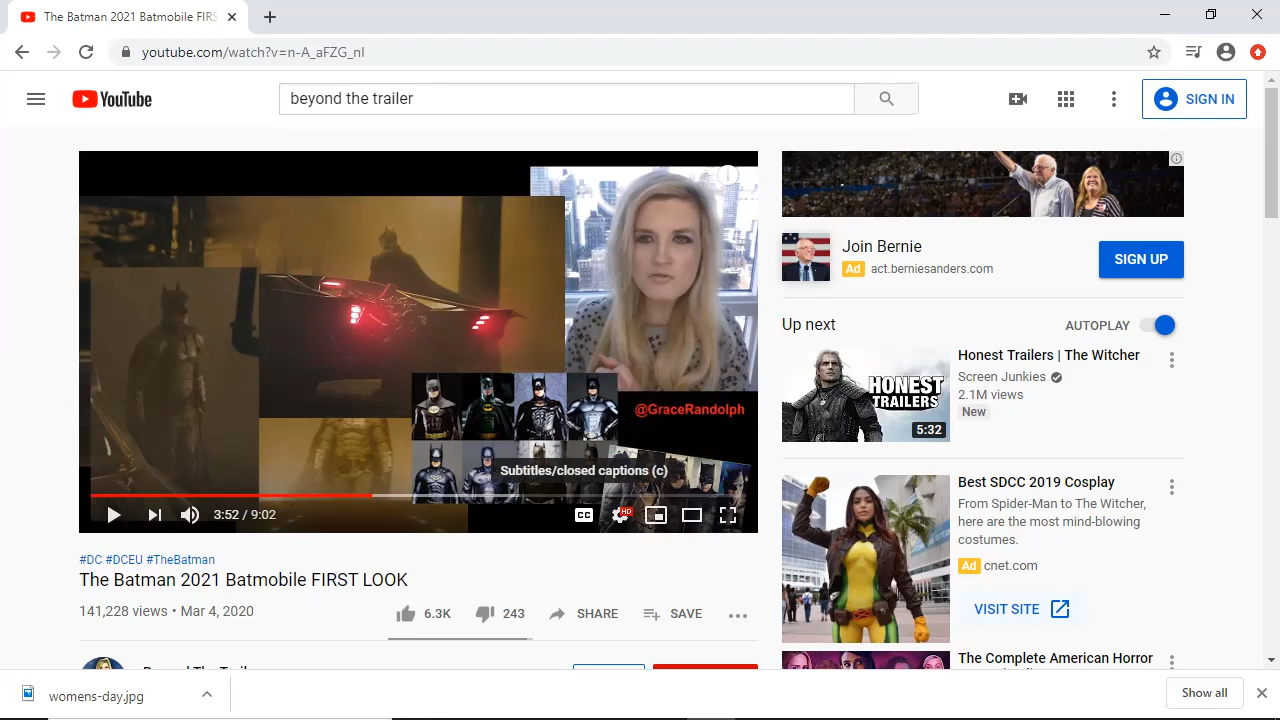 The Batman 2021 Batmobile FIRS
youtube.com/watch?v=n-A_aFZG_nI
YouTube
beyond the trailer
SIGN IN
@GraceRandolph
Subtitles/closed captions (c)
3:52 / 9:02
CC
HD
#DC #DCEU #TheBatman
The Batman 2021 Batmobile FIRST LOOK
141,228 views • Mar 4, 2020
6.3K
243
SHARE
SAVE
Join Bernie
Ad act.berniesanders.com
SIGN UP
Up next
AUTOPLAY
HONEST
TRAILERS
5:32
Honest Trailers | The Witcher
Screen Junkies
2.1M views
New
Best SDCC 2019 Cosplay
From Spider-Man to The Witcher,
here are the most mind-blowing
costumes.
Ad cnet.com
VISIT SITE
The Complete American Horror
womens-day.jpg
Show all